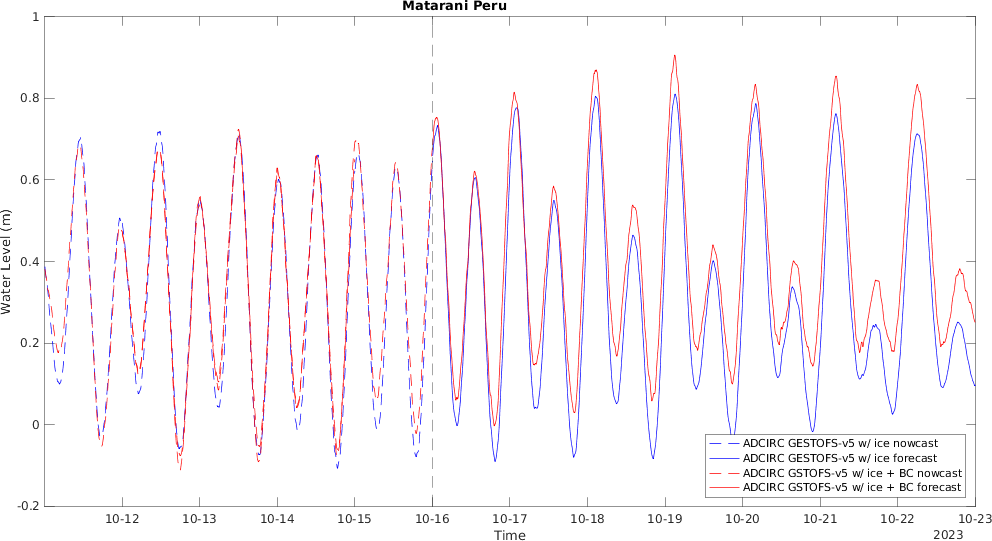 Matarani Peru
1
0.8
0.6
0.4
0.2
0
-0.2
Water Level (m)
ADCIRC GESTOFS-v5 w/ ice nowcast
ADCIRC GESTOFS-v5 w/ ice forecast
ADCIRC GSTOFS-v5 w/ ice + BC nowcast
ADCIRC GSTOFS-v5 w/ ice + BC forecast
10-12 10-13 10-14 10-15 10-16 10-17 10-18 10-19 10-20 10-21 10-22 10-23
Time
2023